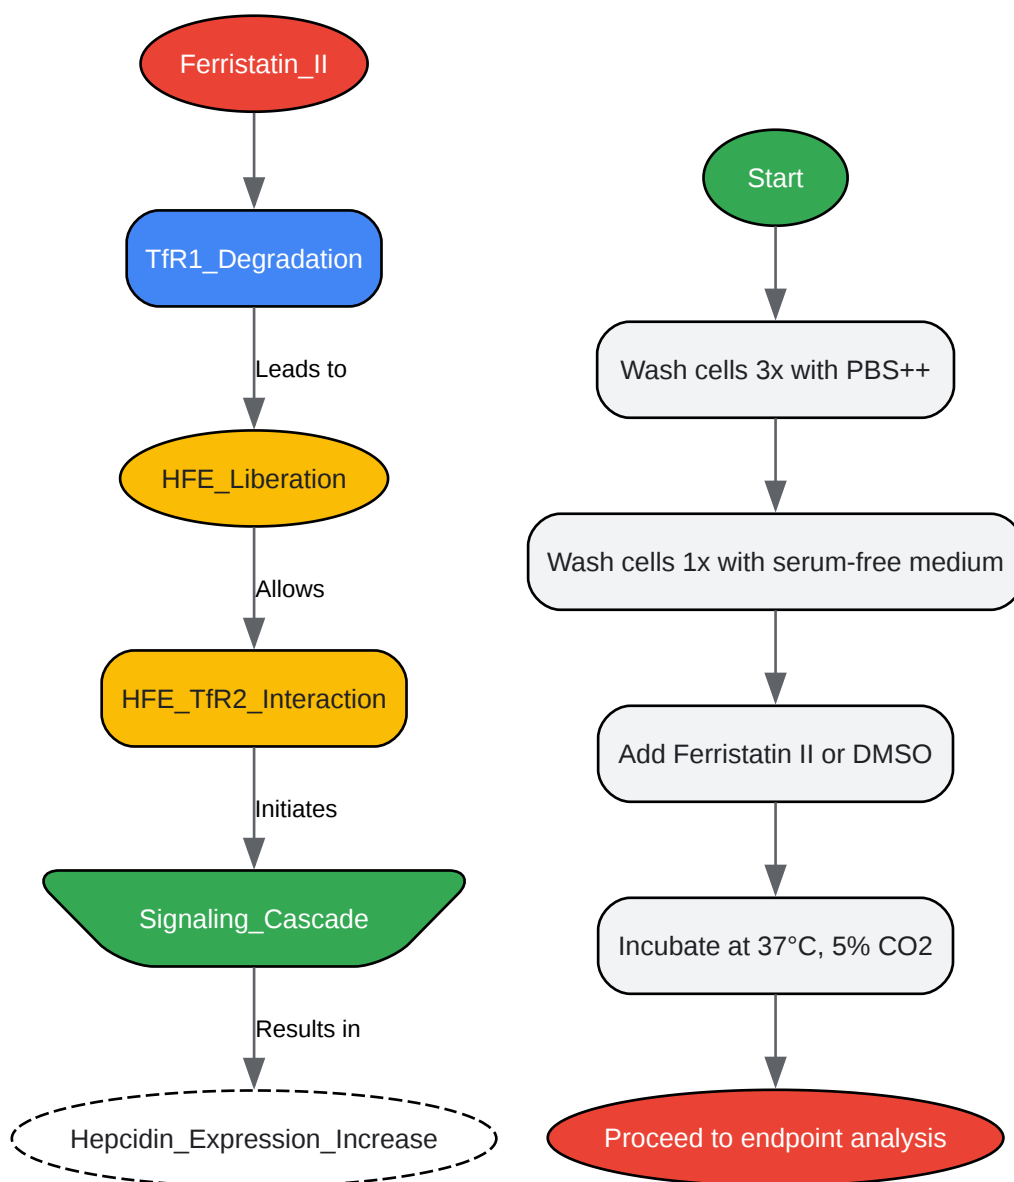 Ferristatin_II
TfR1_Degradation
Leads to
HFE_Liberation
Allows
HFE_TfR2_Interaction
Initiates
Signaling_Cascade
Results in
Hepcidin_Expression_Increase
Start
Wash cells 3x with PBS++
Wash cells 1x with serum-free medium
Add Ferristatin II or DMSO
Incubate at 37°C, 5% CO2
Proceed to endpoint analysis